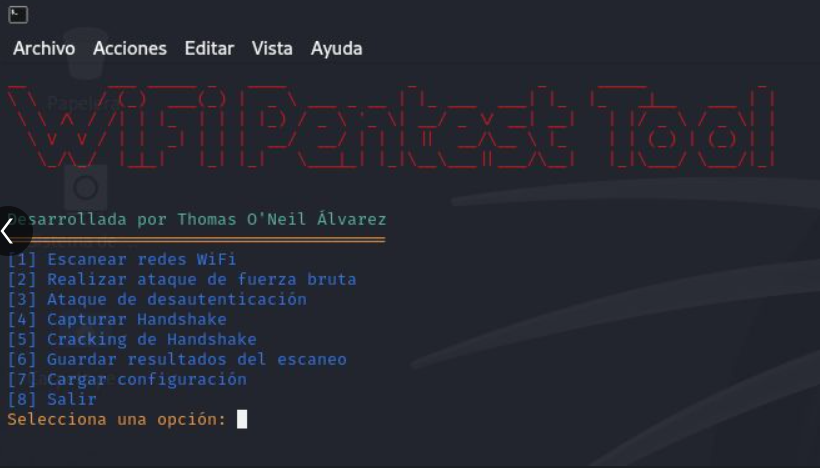 Archivo Acciones Editar Vista Ayuda
WiFi Pentest Tool
Desarrollada por Thomas O'Neil Álvarez
[1] Escanear redes WiFi
[2] Realizar ataque de fuerza bruta
[3] Ataque de desautenticación
[4] Capturar Handshake
[5] Cracking de Handshake
[6] Guardar resultados del escaneo
[7] Cargar configuración
[8] Salir
Selecciona una opción: